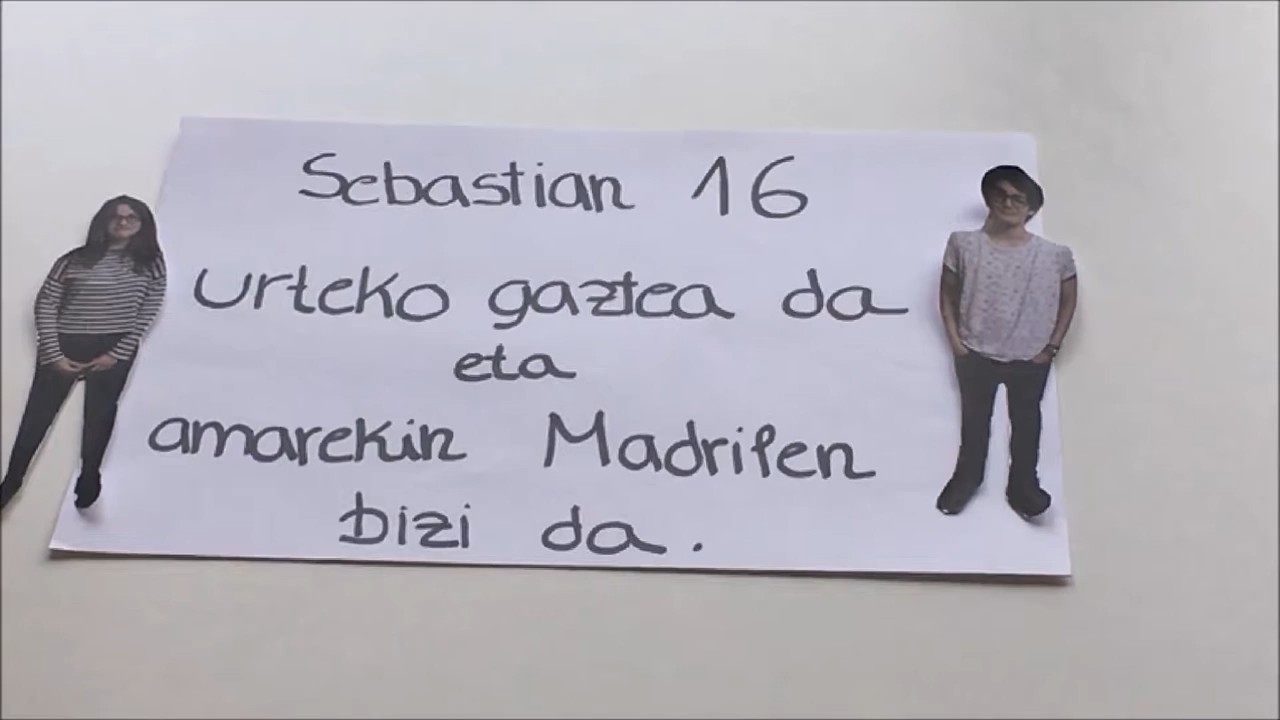 Sebastian 16
urteko gaztea da
eta
amarekin Madrilen
bizi da.